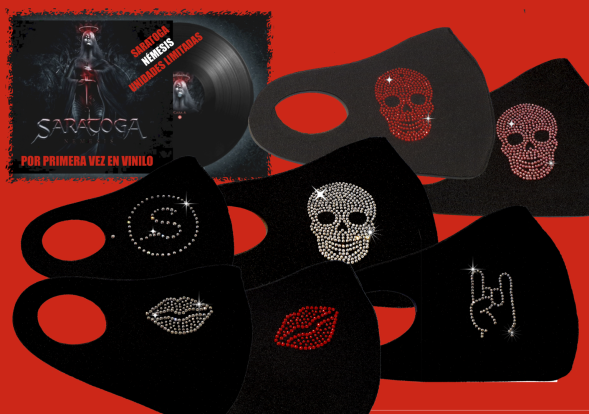 SARATOGA
NÉMESIS
UNIDADES LIMITADAS
SARATOGA
POR PRIMERA VEZ EN VINILO
S